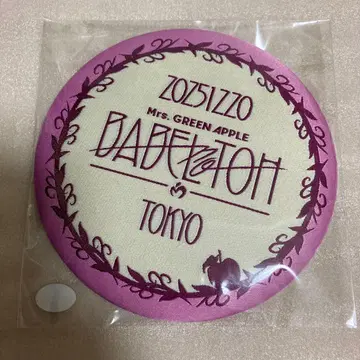 20251220
Mrs. GREEN APPLE
BABEL no TOH
TOKYO